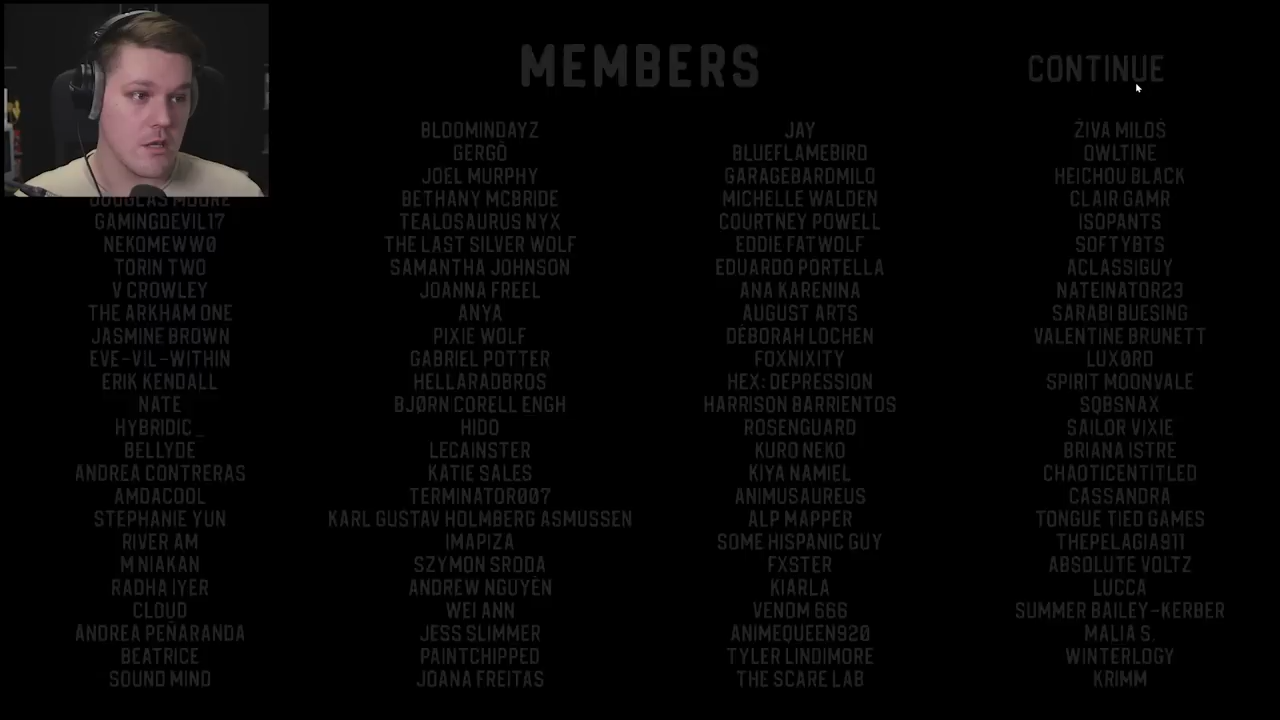 MEMBERS
CONTINUE
DOUGLAS MOORE
GAMINGDEVIL17
NEKOMEWW0
TORIN TWO
V CROWLEY
THE ARKHAM ONE
JASMINE BROWN
EVE-VIL-WITHIN
ERIK KENDALL
NATE
HYBRIDIC_
BELLYDE
ANDREA CONTRERAS
AMDACOOL
STEPHANIE YUN
RIVER AM
M NIAKAN
RADHA IYER
CLOUD
ANDREA PEÑARANDA
BEATRICE
SOUND MIND
BLOOMINDAYZ
GERGŐ
JOEL MURPHY
BETHANY MCBRIDE
TEALOSAURUS NYX
THE LAST SILVER WOLF
SAMANTHA JOHNSON
JOANNA FREEL
ANYA
PIXIE WOLF
GABRIEL POTTER
HELLARADBROS
BJØRN CORELL ENGH
HIDO
LECAINSTER
KATIE SALES
TERMINATOR007
KARL GUSTAV HOLMBERG ASMUSSEN
IMAPIZA
SZYMON SRODA
ANDREW NGUYỄN
WEI ANN
JESS SLIMMER
PAINTCHIPPED
JOANA FREITAS
JAY
BLUEFLAMEBIRD
GARAGEBARDMILO
MICHELLE WALDEN
COURTNEY POWELL
EDDIE FATWOLF
EDUARDO PORTELLA
ANA KARENINA
AUGUST ARTS
DÉBORAH LOCHEN
FOXNIXITY
HEX: DEPRESSION
HARRISON BARRIENTOS
ROSENGUARD
KURO NEKO
KIYA NAMIEL
ANIMUSAUREUS
ALP MAPPER
SOME HISPANIC GUY
FXSTER
KIARLA
VENOM 666
ANIMEQUEEN920
TYLER LINDIMORE
THE SCARE LAB
ŽIVA MILOŠ
OWLTINE
HEICHOU BLACK
CLAIR GAMR
ISOPANTS
SOFTYBTS
ACLASSIGUY
NATEINATOR23
SARABI BUESING
VALENTINE BRUNETT
LUX0RD
SPIRIT MOONVALE
SQBSNAX
SAILOR VIXIE
BRIANA ISTRE
CHAOTICENTITLED
CASSANDRA
TONGUE TIED GAMES
THEPELAGIA911
ABSOLUTE VOLTZ
LUCCA
SUMMER BAILEY-KERBER
MALIA S.
WINTERLOGY
KRIMM